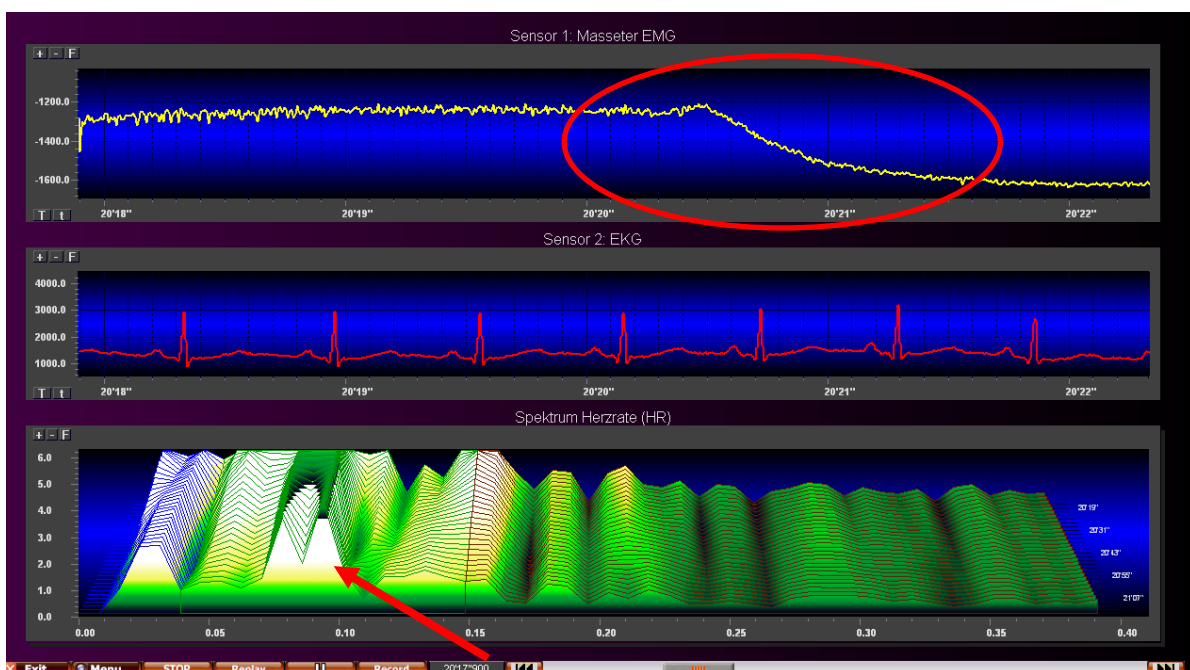 Sensor 1: Masseter EMG
+ - F
-1200.0
-1400.0
-1600.0
T t 20'18" 20'19" 20'20" 20'21" 20'22"
Sensor 2: EKG
+ - F
4000.0
3000.0
2000.0
1000.0
T t 20'18" 20'19" 20'20" 20'21" 20'22"
Spektrum Herzrate (HR)
+ - F
6.0
5.0
4.0
3.0
2.0
1.0
0.0
20'19"
20'31"
20'43"
20'55"
21'07"
0.00 0.05 0.10 0.15 0.20 0.25 0.30 0.35 0.40
Exit Menu STOP Replay Record 20'17"900